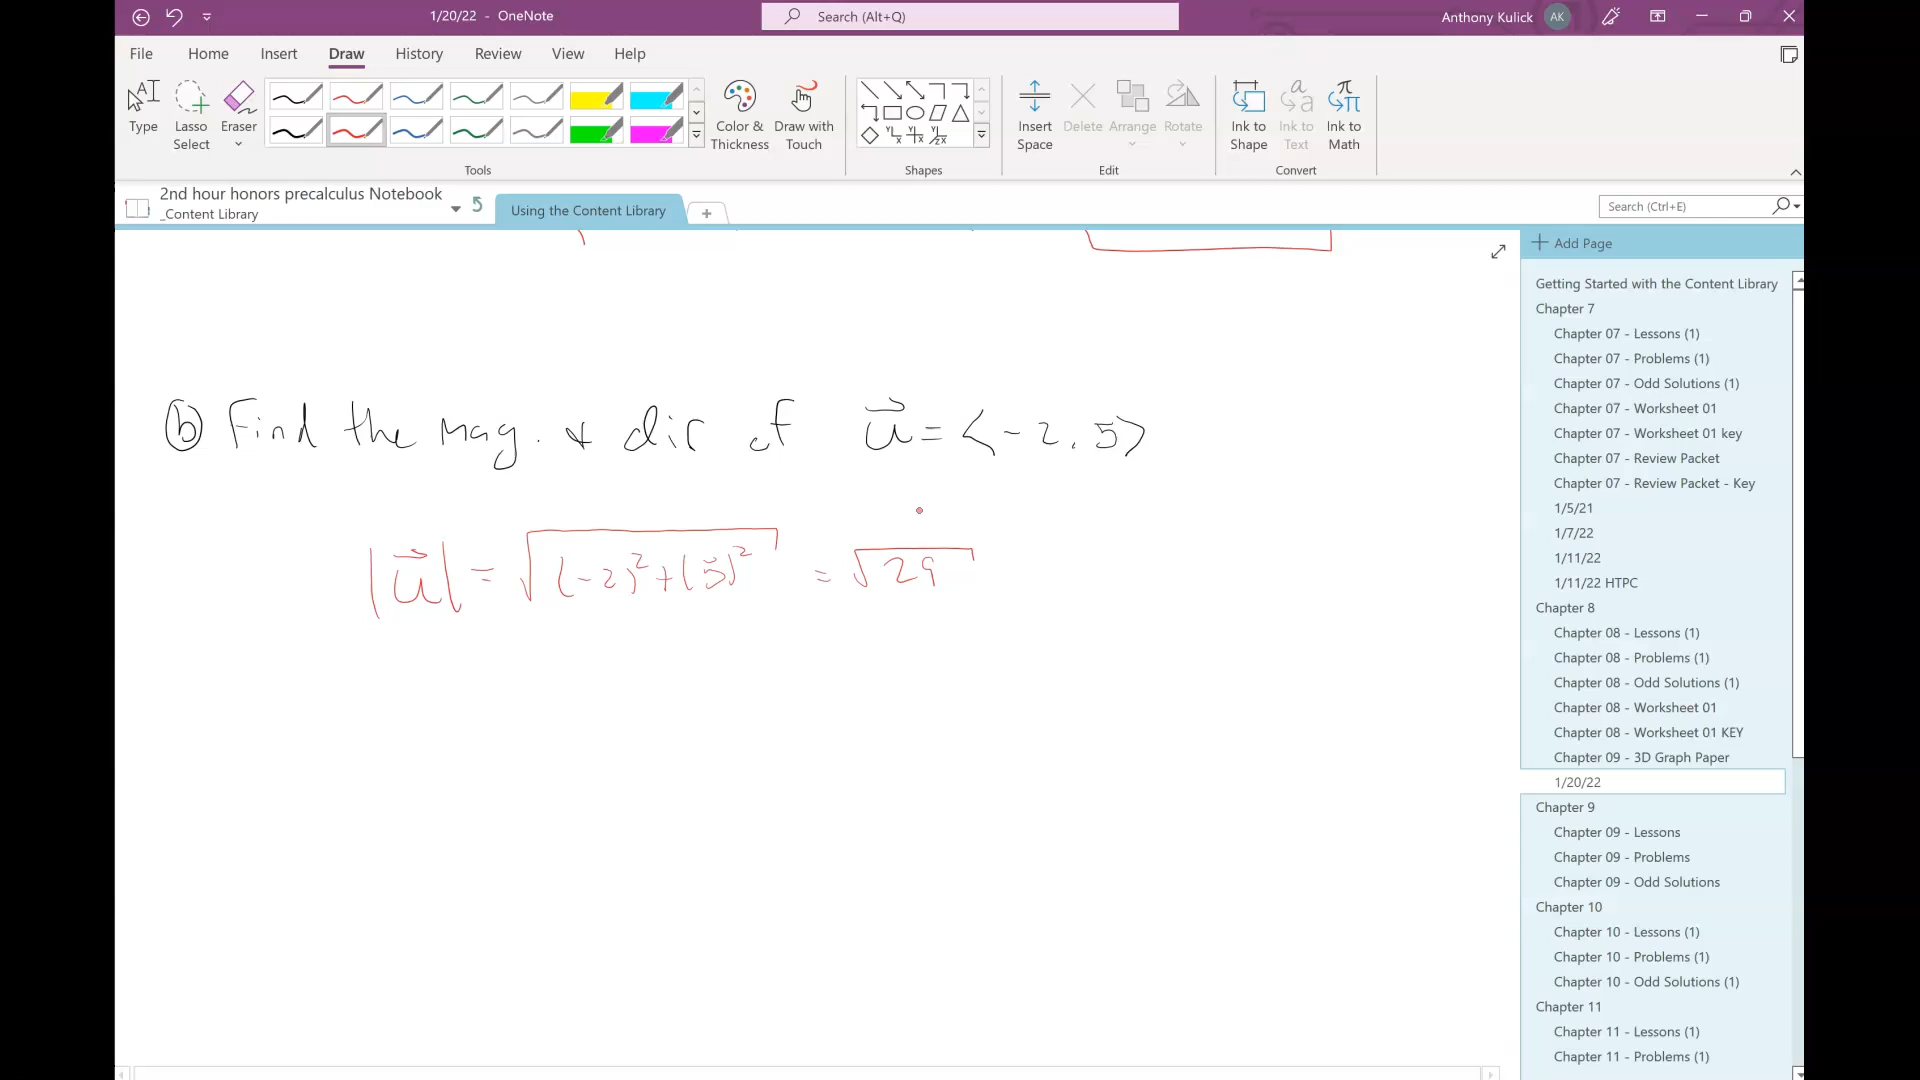 1/20/22 - OneNote
Search (Alt+Q)
Anthony Kulick
AK
File Home Insert Draw History Review View Help
Type
Lasso Select
Eraser
Color & Thickness
Draw with Touch
Insert Space
Delete
Arrange
Rotate
Ink to Shape
Ink to Text
Ink to Math
Tools
Shapes
Edit
Convert
2nd hour honors precalculus Notebook
_Content Library
Using the Content Library
Search (Ctrl+E)
Add Page
Getting Started with the Content Library
Chapter 7
Chapter 07 - Lessons (1)
Chapter 07 - Problems (1)
Chapter 07 - Odd Solutions (1)
Chapter 07 - Worksheet 01
Chapter 07 - Worksheet 01 key
Chapter 07 - Review Packet
Chapter 07 - Review Packet - Key
1/5/21
1/7/22
1/11/22
1/11/22 HTPC
Chapter 8
Chapter 08 - Lessons (1)
Chapter 08 - Problems (1)
Chapter 08 - Odd Solutions (1)
Chapter 08 - Worksheet 01
Chapter 08 - Worksheet 01 KEY
Chapter 09 - 3D Graph Paper
1/20/22
Chapter 9
Chapter 09 - Lessons
Chapter 09 - Problems
Chapter 09 - Odd Solutions
Chapter 10
Chapter 10 - Lessons (1)
Chapter 10 - Problems (1)
Chapter 10 - Odd Solutions (1)
Chapter 11
Chapter 11 - Lessons (1)
Chapter 11 - Problems (1)
ⓑ Find the mag. & dir of u⃗ = <-2, 5>
|u⃗| = √((-2)²+(5)²) = √29